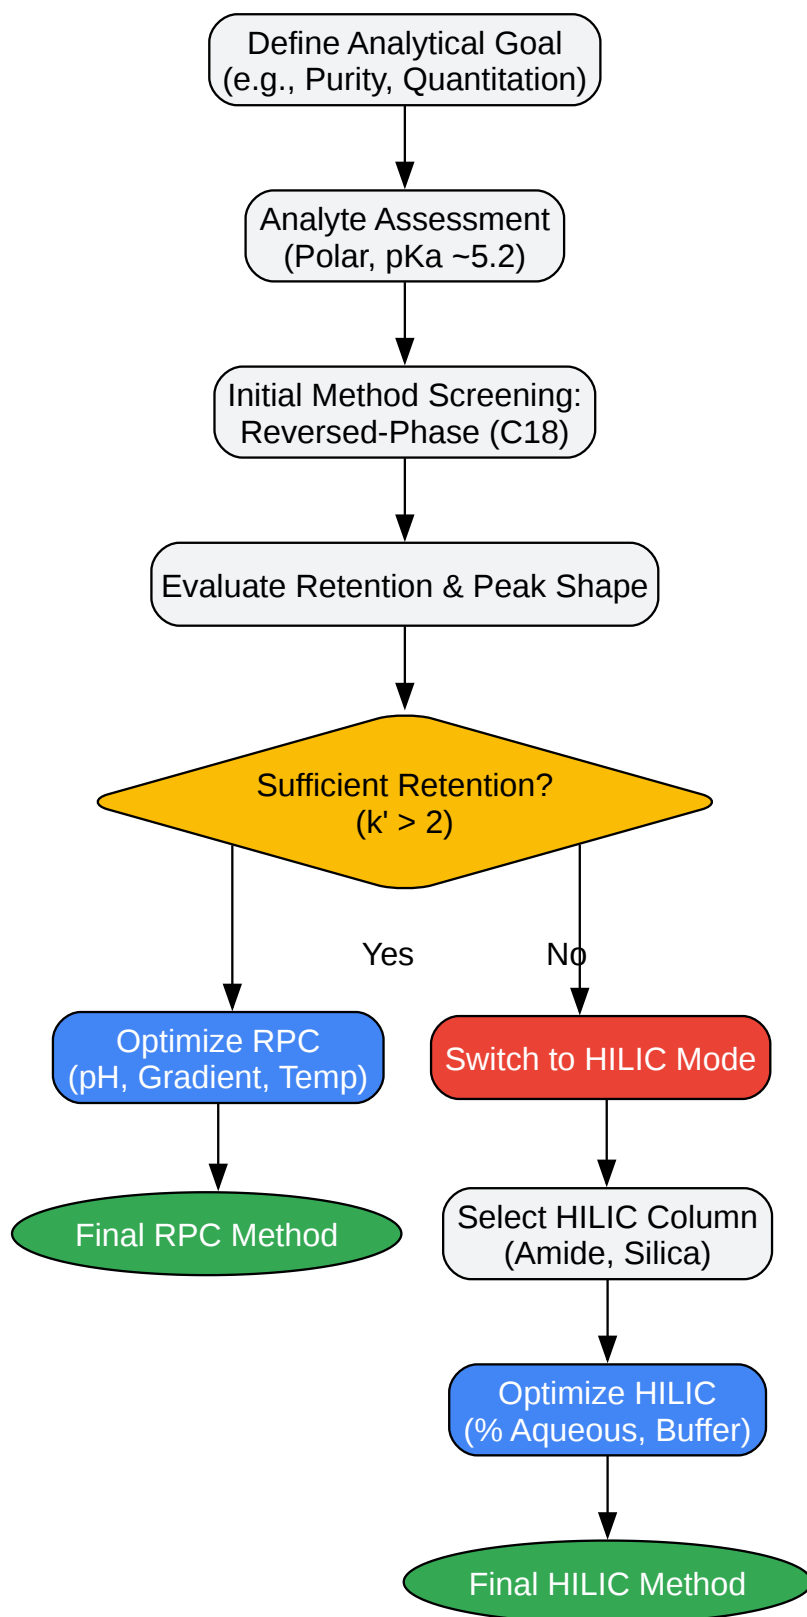 Define Analytical Goal
(e.g., Purity, Quantitation)
Analyte Assessment
(Polar, pKa ~5.2)
Initial Method Screening:
Reversed-Phase (C18)
Evaluate Retention & Peak Shape
Sufficient Retention?
(k' > 2)
Yes
No
Optimize RPC
(pH, Gradient, Temp)
Switch to HILIC Mode
Final RPC Method
Select HILIC Column
(Amide, Silica)
Optimize HILIC
(% Aqueous, Buffer)
Final HILIC Method